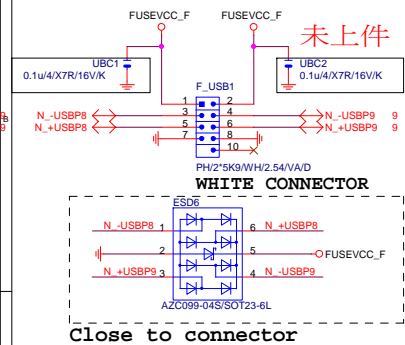 FUSEVCC_F FUSEVCC_F
未上件
UBC1
0.1u/4/X7R/16V/K
UBC2
0.1u/4/X7R/16V/K
F_USB1
1 2
N_-USBP8 3 4 N_-USBP9 9
N_+USBP8 5 6 N_+USBP9 9
7 8
10
PH/2*5K9/WH/2.54/VA/D
WHITE CONNECTOR
ESD6
N_-USBP8 1 6 N_+USBP8
2 5 FUSEVCC_F
N_+USBP9 3 4 N_-USBP9
AZC099-04S/SOT23-6L
Close to connector